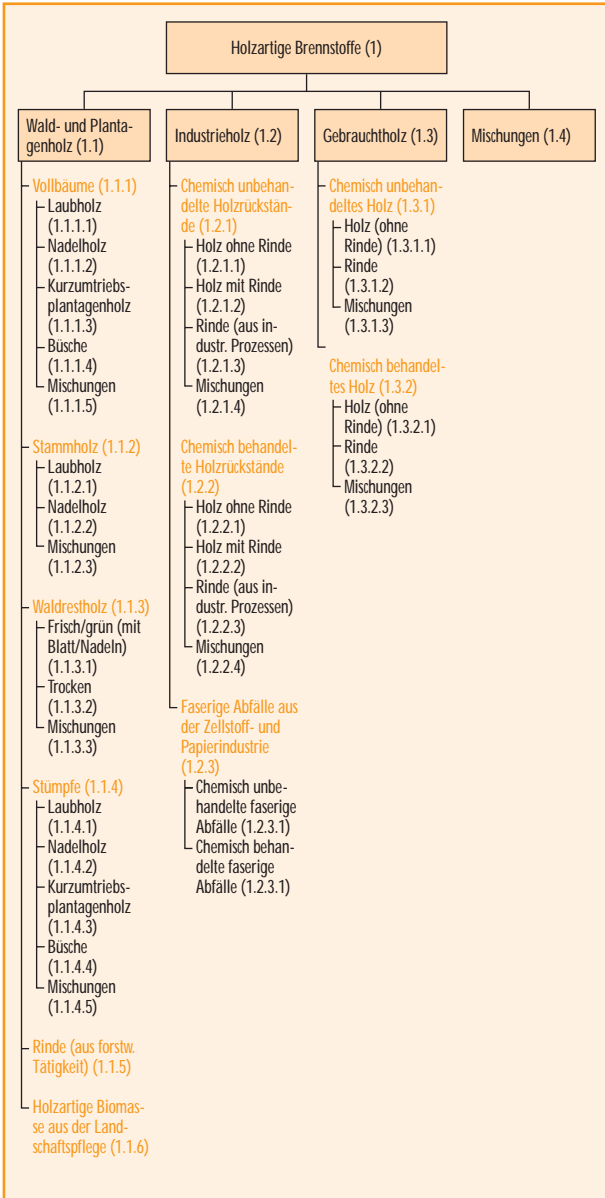 Holzartige Brennstoffe (1)
Wald- und Planta-
genholz (1.1)
Vollbäume (1.1.1)
Laubholz
(1.1.1.1)
Nadelholz
(1.1.1.2)
Kurzumtriebs-
plantagenholz
(1.1.1.3)
Büsche
(1.1.1.4)
Mischungen
(1.1.1.5)
Stammholz (1.1.2)
Laubholz
(1.1.2.1)
Nadelholz
(1.1.2.2)
Mischungen
(1.1.2.3)
Waldrestholz (1.1.3)
Frisch/grün (mit
Blatt/Nadeln)
(1.1.3.1)
Trocken
(1.1.3.2)
Mischungen
(1.1.3.3)
Stümpfe (1.1.4)
Laubholz
(1.1.4.1)
Nadelholz
(1.1.4.2)
Kurzumtriebs-
plantagenholz
(1.1.4.3)
Büsche
(1.1.4.4)
Mischungen
(1.1.4.5)
Rinde (aus forstw.
Tätigkeit) (1.1.5)
Holzartige Biomas-
se aus der Land-
schaftspflege (1.1.6)
Industrieholz (1.2)
Chemisch unbehan-
delte Holzrückstän-
de (1.2.1)
Holz ohne Rinde
(1.2.1.1)
Holz mit Rinde
(1.2.1.2)
Rinde (aus in-
dustr. Prozessen)
(1.2.1.3)
Mischungen
(1.2.1.4)
Chemisch behandel-
te Holzrückstände
(1.2.2)
Holz ohne Rinde
(1.2.2.1)
Holz mit Rinde
(1.2.2.2)
Rinde (aus in-
dustr. Prozessen)
(1.2.2.3)
Mischungen
(1.2.2.4)
Faserige Abfälle aus
der Zellstoff- und
Papierindustrie
(1.2.3)
Chemisch unbe-
handelte faserige
Abfälle (1.2.3.1)
Chemisch behan-
delte faserige
Abfälle (1.2.3.1)
Gebrauchtholz (1.3)
Chemisch unbehan-
deltes Holz (1.3.1)
Holz (ohne
Rinde) (1.3.1.1)
Rinde
(1.3.1.2)
Mischungen
(1.3.1.3)
Chemisch behandel-
tes Holz (1.3.2)
Holz (ohne
Rinde) (1.3.2.1)
Rinde
(1.3.2.2)
Mischungen
(1.3.2.3)
Mischungen (1.4)